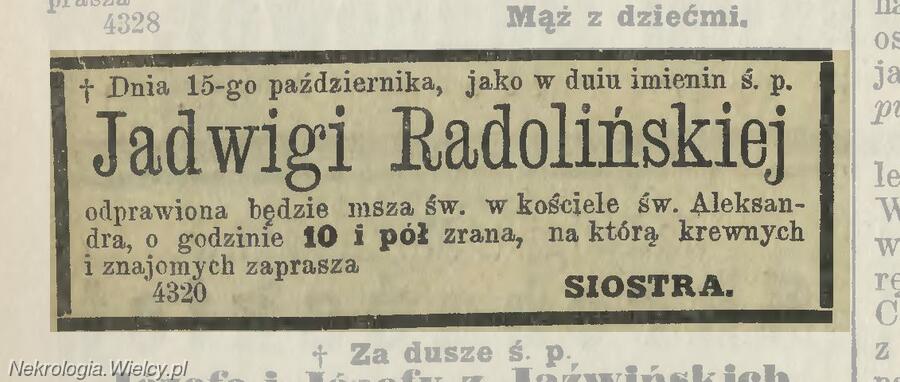 4328
Mąż z dziećmi.
† Dnia 15-go października, jako w duiu imienin ś. p.
Jadwigi Radolińskiej
odprawiona będzie msza św. w kościele św. Aleksan-
dra, o godzinie 10 i pół zrana, na którą krewnych
i znajomych zaprasza
4320 SIOSTRA.
† Za dusze ś. p.
Nekrologia.Wielcy.pl